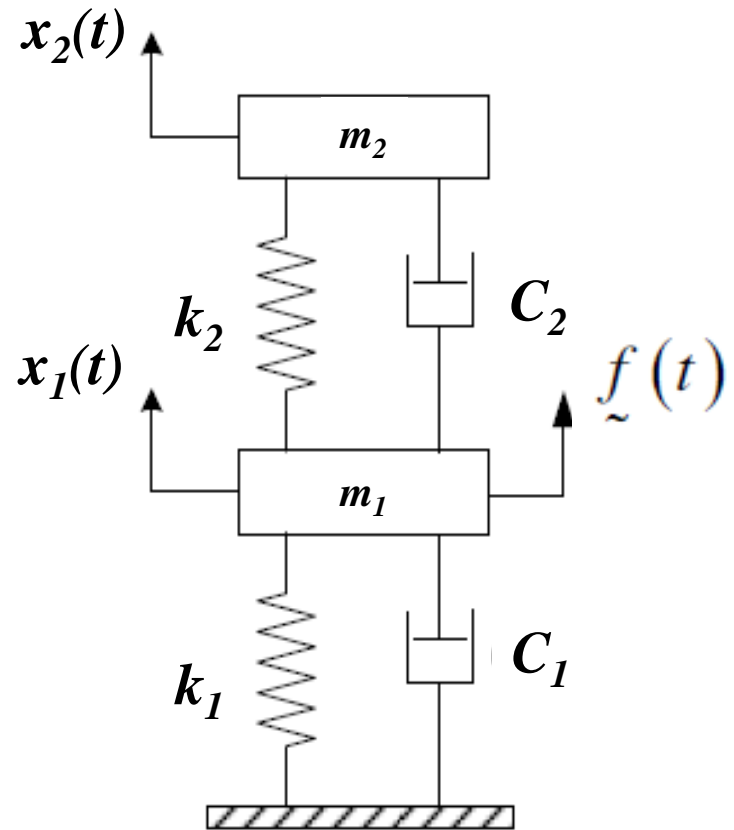 x₂(t)
m₂
k₂
C₂
x₁(t)
f̰(t)
m₁
k₁
C₁